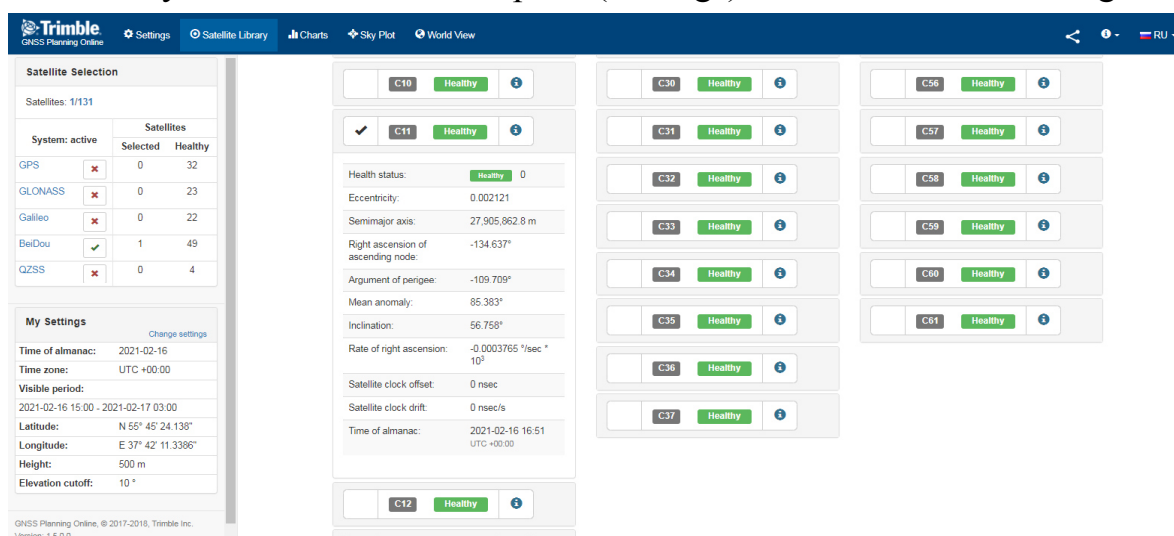 Trimble.
GNSS Planning Online
Settings
Satellite Library
Charts
Sky Plot
World View
RU
Satellite Selection
Satellites: 1/131
System: active Satellites
Selected Healthy
GPS 0 32
GLONASS 0 23
Galileo 0 22
BeiDou 1 49
QZSS 0 4
My Settings
Change settings
Time of almanac: 2021-02-16
Time zone: UTC +00:00
Visible period:
2021-02-16 15:00 - 2021-02-17 03:00
Latitude: N 55° 45' 24.138"
Longitude: E 37° 42' 11.3386"
Height: 500 m
Elevation cutoff: 10 °
GNSS Planning Online, © 2017-2018, Trimble Inc.
Version: 1.5.0.0
C10 Healthy
C11 Healthy
Health status: Healthy 0
Eccentricity: 0.002121
Semimajor axis: 27,905,862.8 m
Right ascension of -134.637°
ascending node:
Argument of perigee: -109.709°
Mean anomaly: 85.383°
Inclination: 56.758°
Rate of right ascension: -0.0003765 °/sec *
10³
Satellite clock offset: 0 nsec
Satellite clock drift: 0 nsec/s
Time of almanac: 2021-02-16 16:51
UTC +00:00
C12 Healthy
C30 Healthy
C31 Healthy
C32 Healthy
C33 Healthy
C34 Healthy
C35 Healthy
C36 Healthy
C37 Healthy
C56 Healthy
C57 Healthy
C58 Healthy
C59 Healthy
C60 Healthy
C61 Healthy